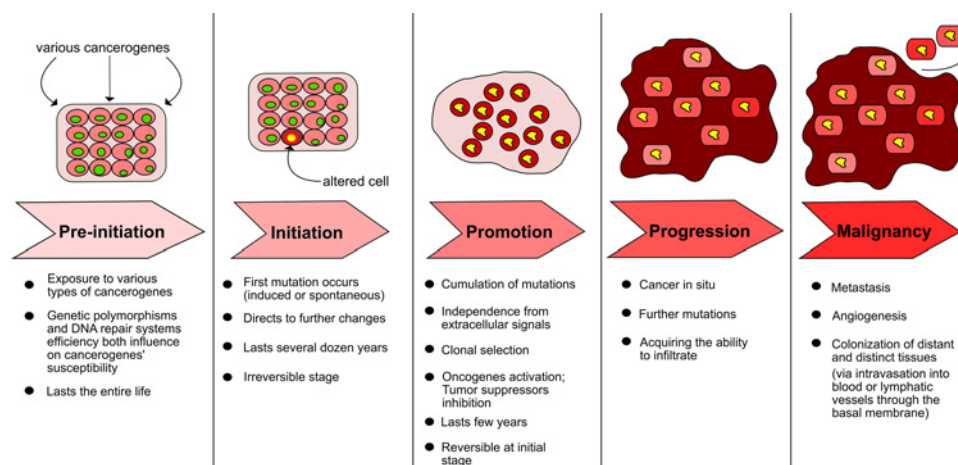 various cancerogenes
altered cell
Pre-initiation
Initiation
Promotion
Progression
Malignancy
Exposure to various
types of cancerogenes
Genetic polymorphisms
and DNA repair systems
efficiency both influence
on cancerogenes'
susceptibility
Lasts the entire life
First mutation occurs
(induced or spontaneous)
Directs to further changes
Lasts several dozen years
Irreversible stage
Cumulation of mutations
Independence from
extracellular signals
Clonal selection
Oncogenes activation;
Tumor suppressors
inhibition
Lasts few years
Reversible at initial
stage
Cancer in situ
Further mutations
Acquiring the ability
to infiltrate
Metastasis
Angiogenesis
Colonization of distant
and distinct tissues
(via intravasation into
blood or lymphatic
vessels through the
basal membrane)